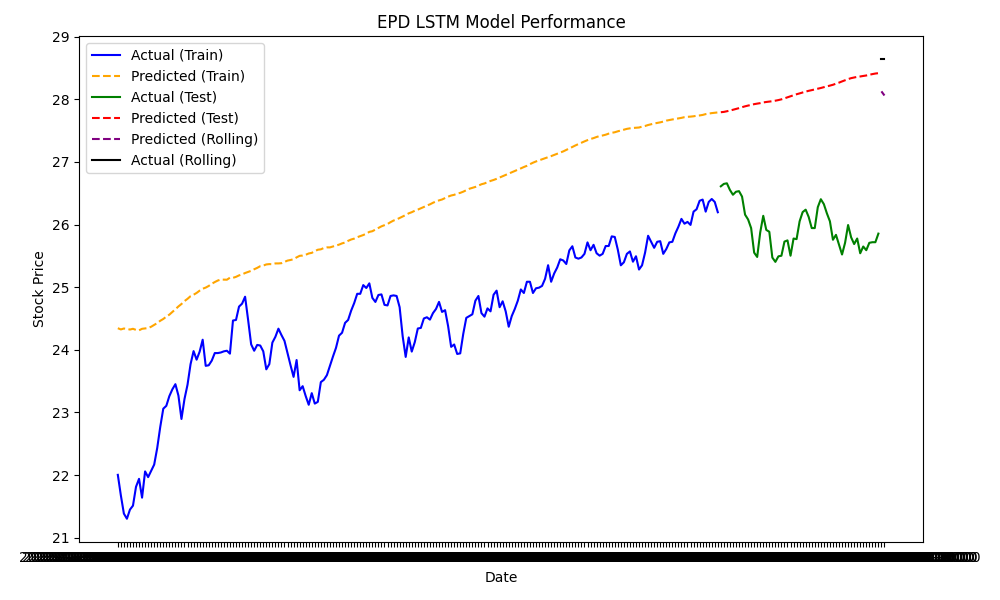 EPD LSTM Model Performance
29
28
27
26
25
24
23
22
21
Stock Price
Actual (Train)
Predicted (Train)
Actual (Test)
Predicted (Test)
Predicted (Rolling)
Actual (Rolling)
Date